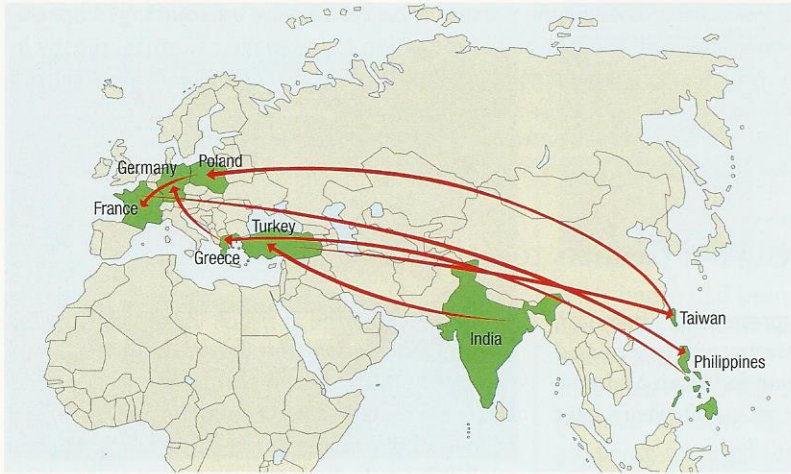 Germany
Poland
France
Turkey
Greece
Taiwan
India
Philippines